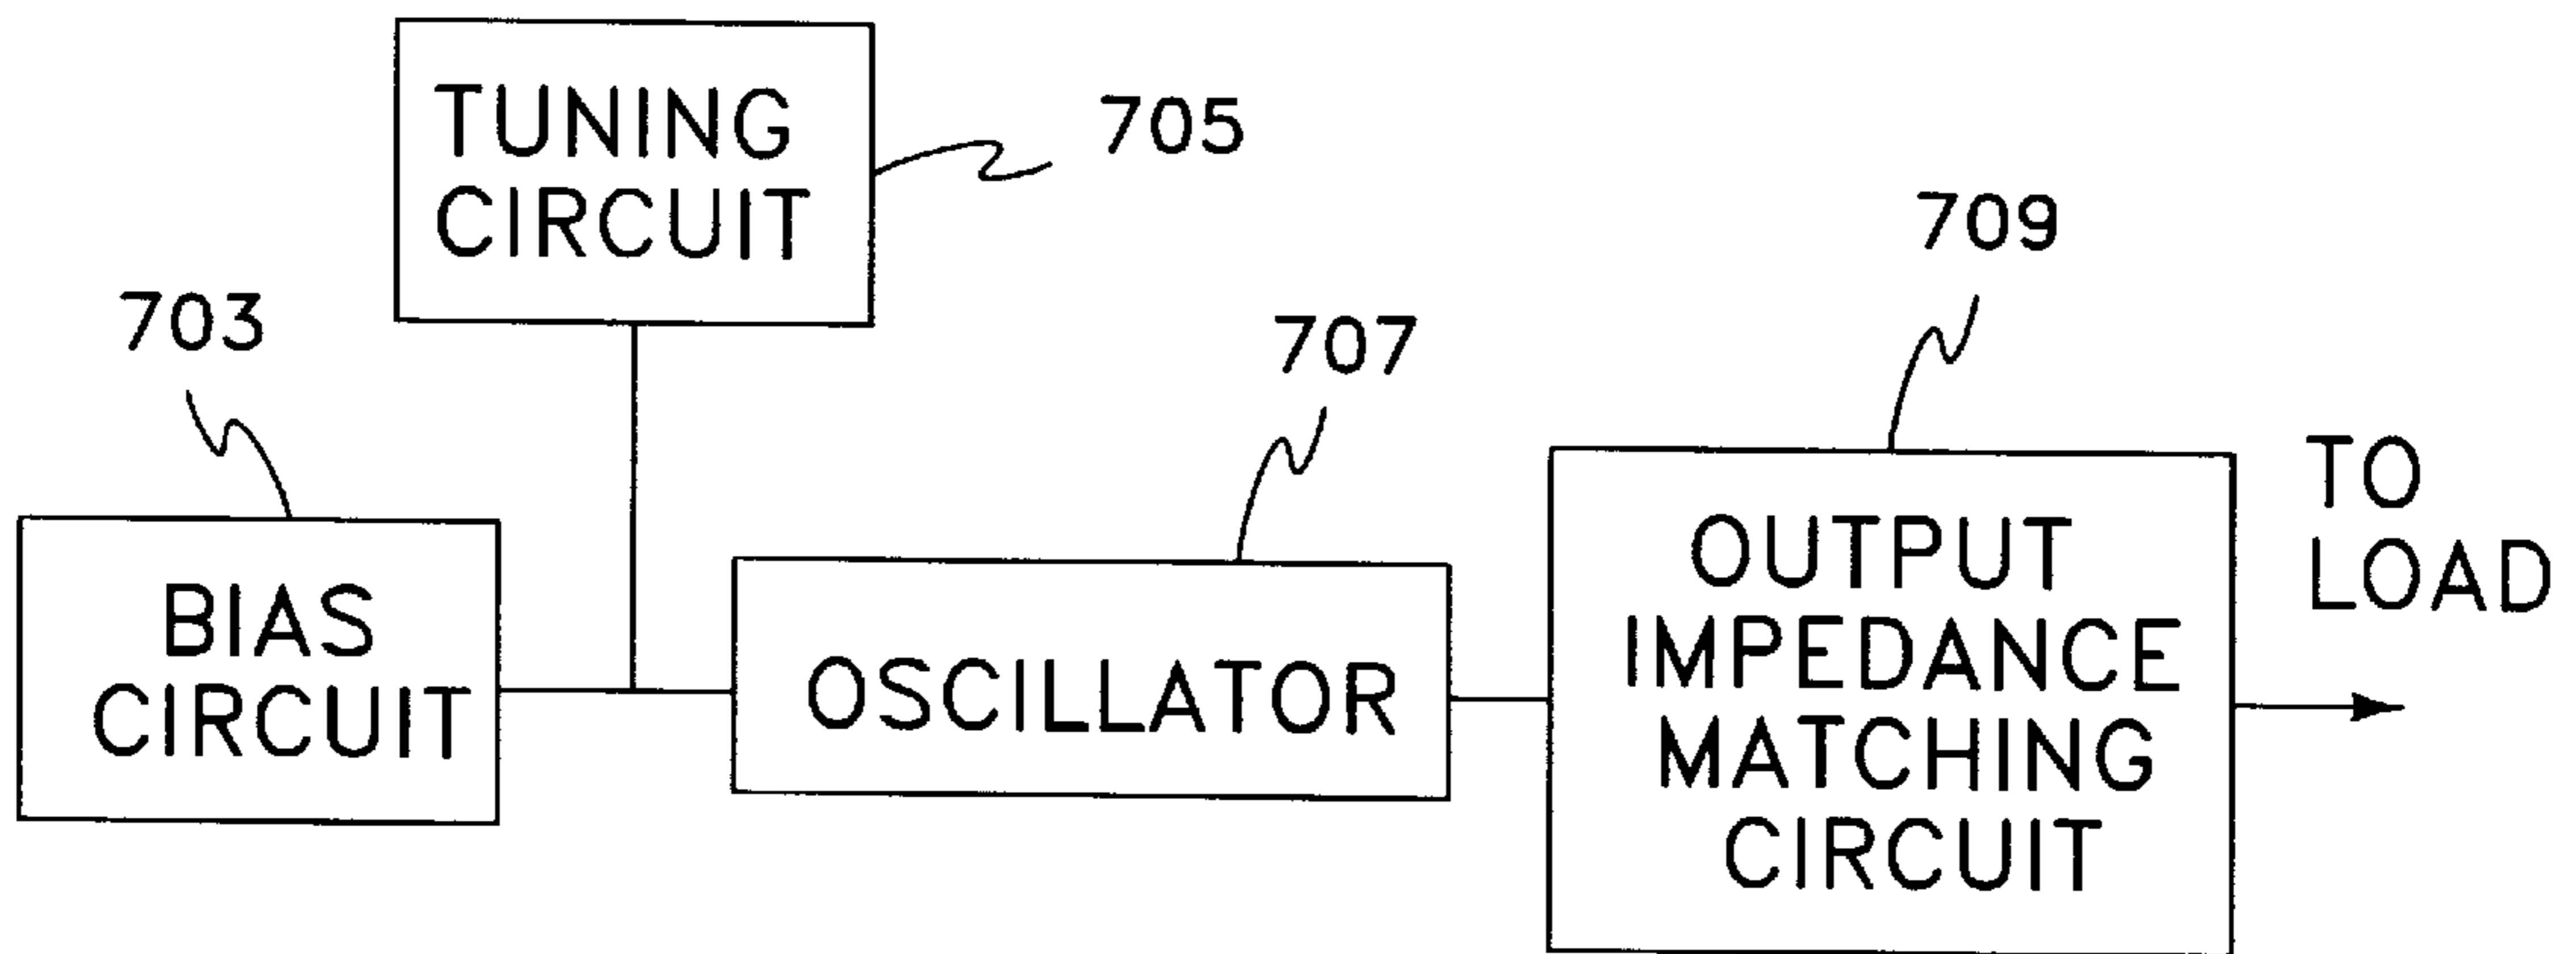 TUNING
CIRCUIT
705
709
703
707
TO
LOAD
BIAS
CIRCUIT
OSCILLATOR
OUTPUT
IMPEDANCE
MATCHING
CIRCUIT